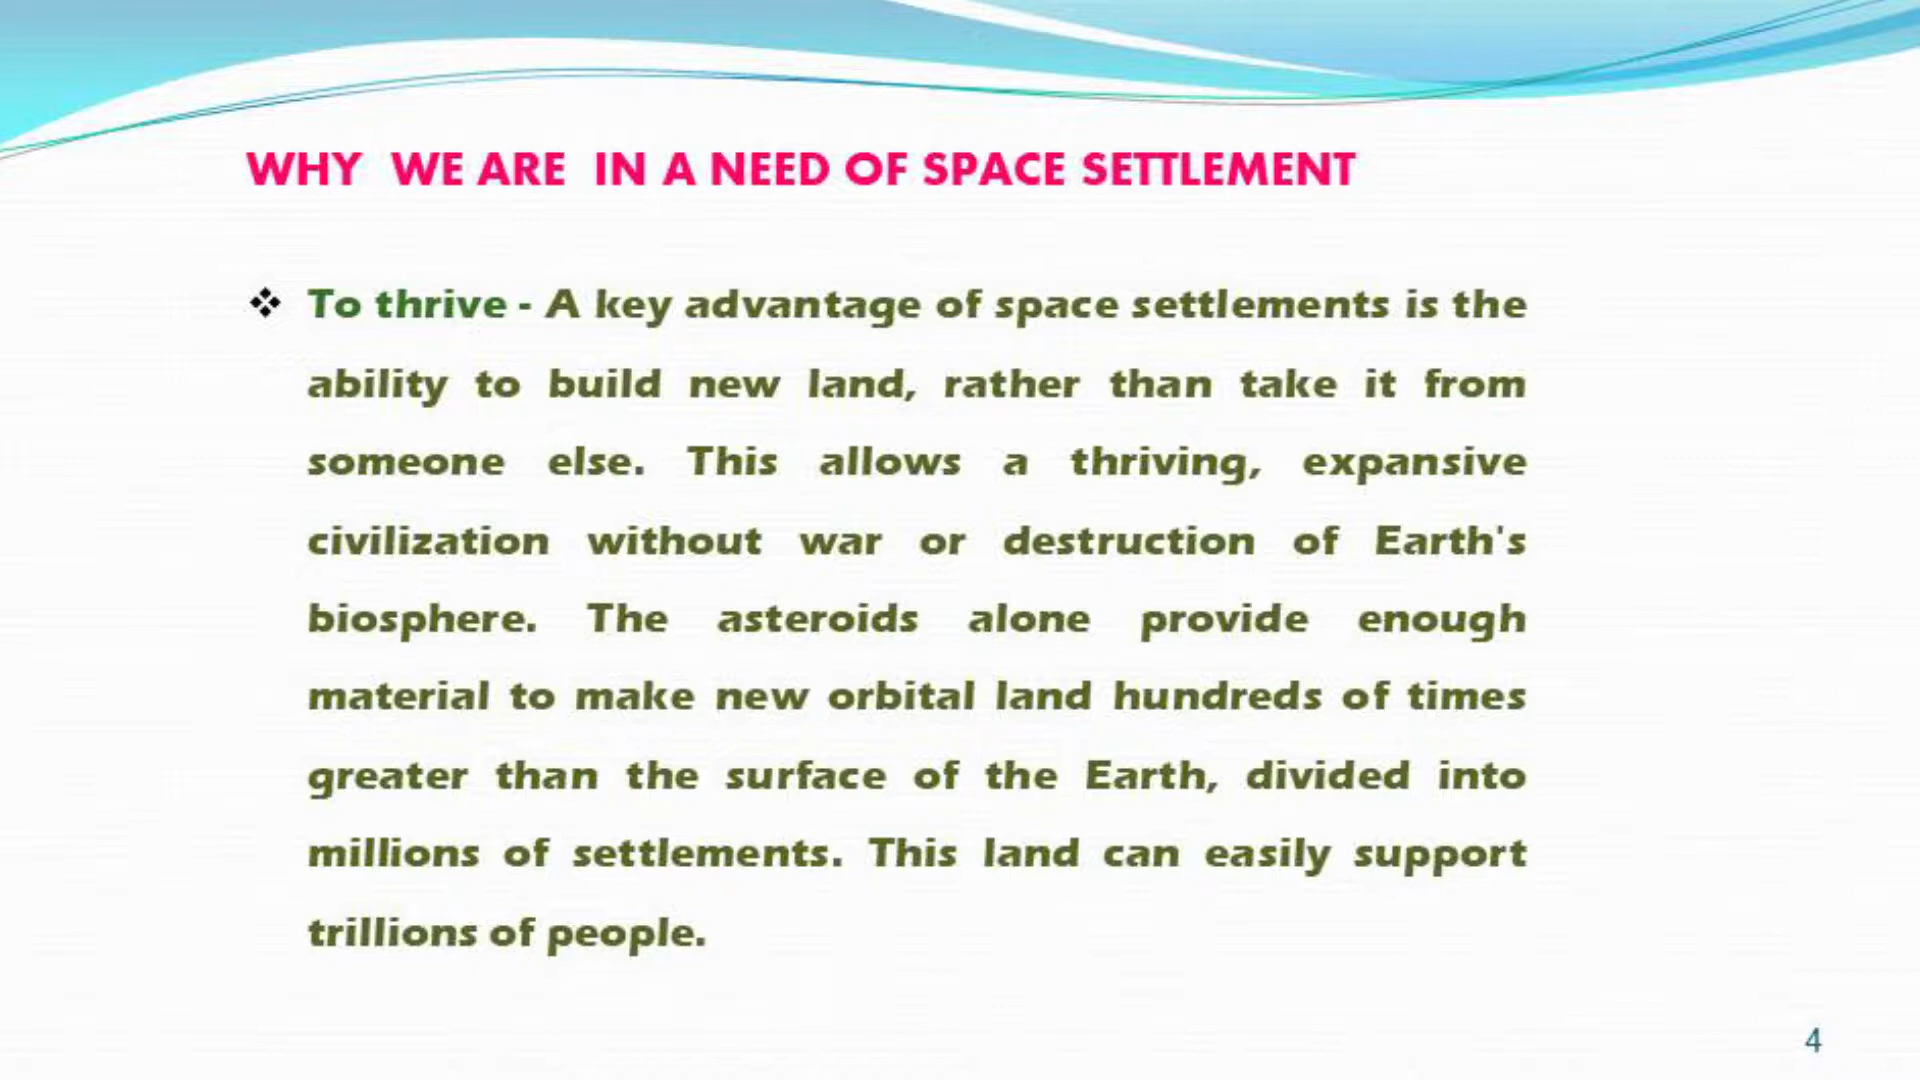 WHY WE ARE IN A NEED OF SPACE SETTLEMENT
❖ To thrive - A key advantage of space settlements is the
ability to build new land, rather than take it from
someone else. This allows a thriving, expansive
civilization without war or destruction of Earth's
biosphere. The asteroids alone provide enough
material to make new orbital land hundreds of times
greater than the surface of the Earth, divided into
millions of settlements. This land can easily support
trillions of people.
4